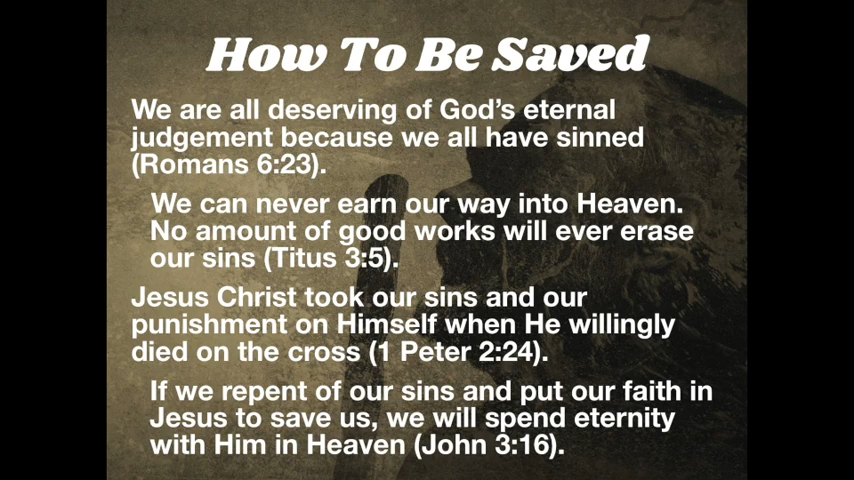 How To Be Saved
We are all deserving of God's eternal
judgement because we all have sinned
(Romans 6:23).
We can never earn our way into Heaven.
No amount of good works will ever erase
our sins (Titus 3:5).
Jesus Christ took our sins and our
punishment on Himself when He willingly
died on the cross (1 Peter 2:24).
If we repent of our sins and put our faith in
Jesus to save us, we will spend eternity
with Him in Heaven (John 3:16).